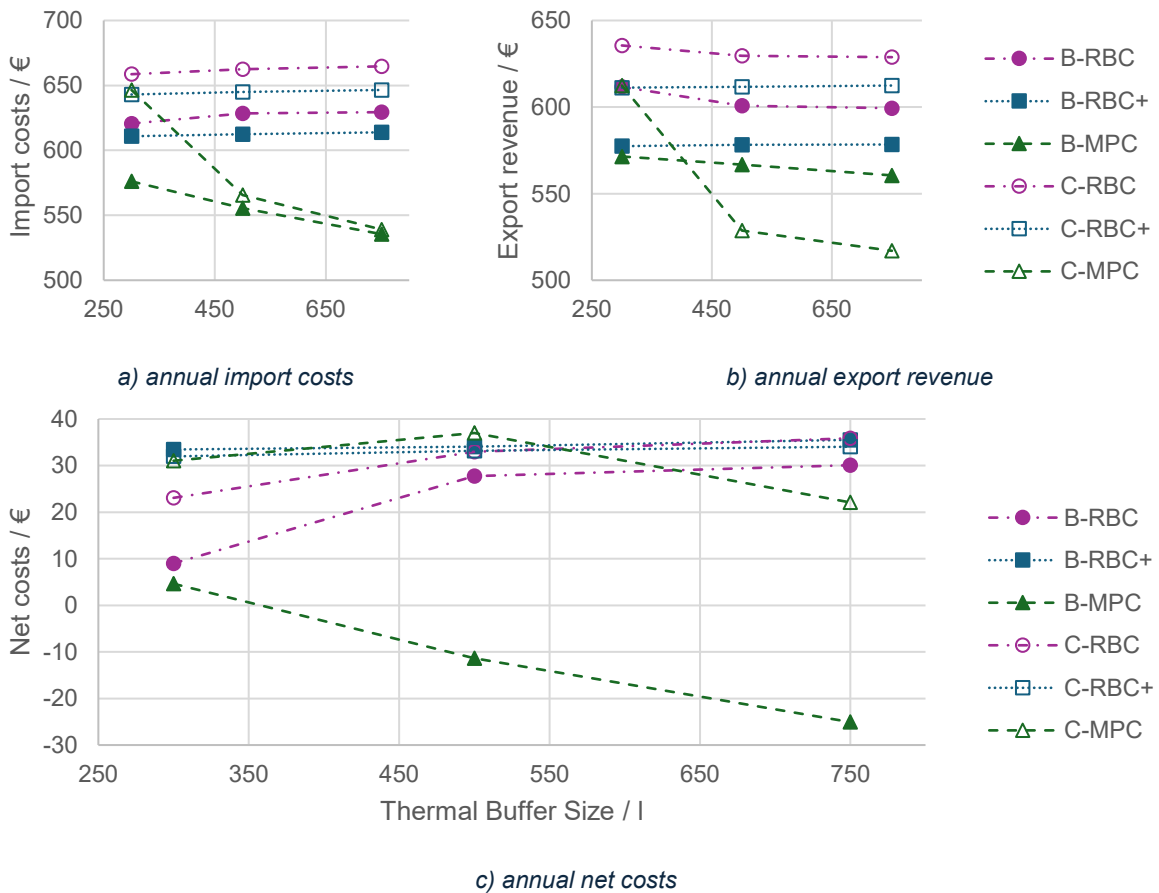 Import costs / €
700
650
600
550
500
250
450
650
Export revenue / €
650
600
550
500
250
450
650
B-RBC
B-RBC+
B-MPC
C-RBC
C-RBC+
C-MPC
a) annual import costs
b) annual export revenue
Net costs / €
40
30
20
10
0
-10
-20
-30
250
350
450
550
650
750
Thermal Buffer Size / l
B-RBC
B-RBC+
B-MPC
C-RBC
C-RBC+
C-MPC
c) annual net costs